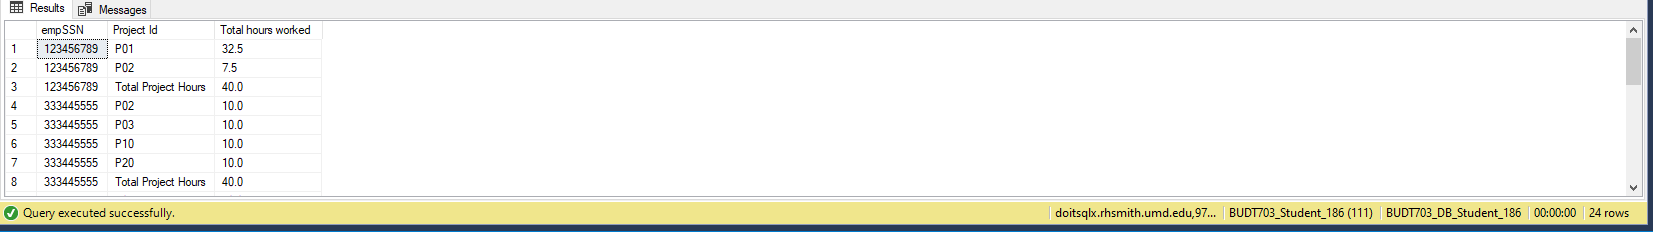 Results Messages
empSSN Project Id Total hours worked
1 123456789 P01 32.5
2 123456789 P02 7.5
3 123456789 Total Project Hours 40.0
4 333445555 P02 10.0
5 333445555 P03 10.0
6 333445555 P10 10.0
7 333445555 P20 10.0
8 333445555 Total Project Hours 40.0
Query executed successfully. doitsqlx.rhsmith.umd.edu,97... BUDT703_Student_186 (111) BUDT703_DB_Student_186 00:00:00 24 rows